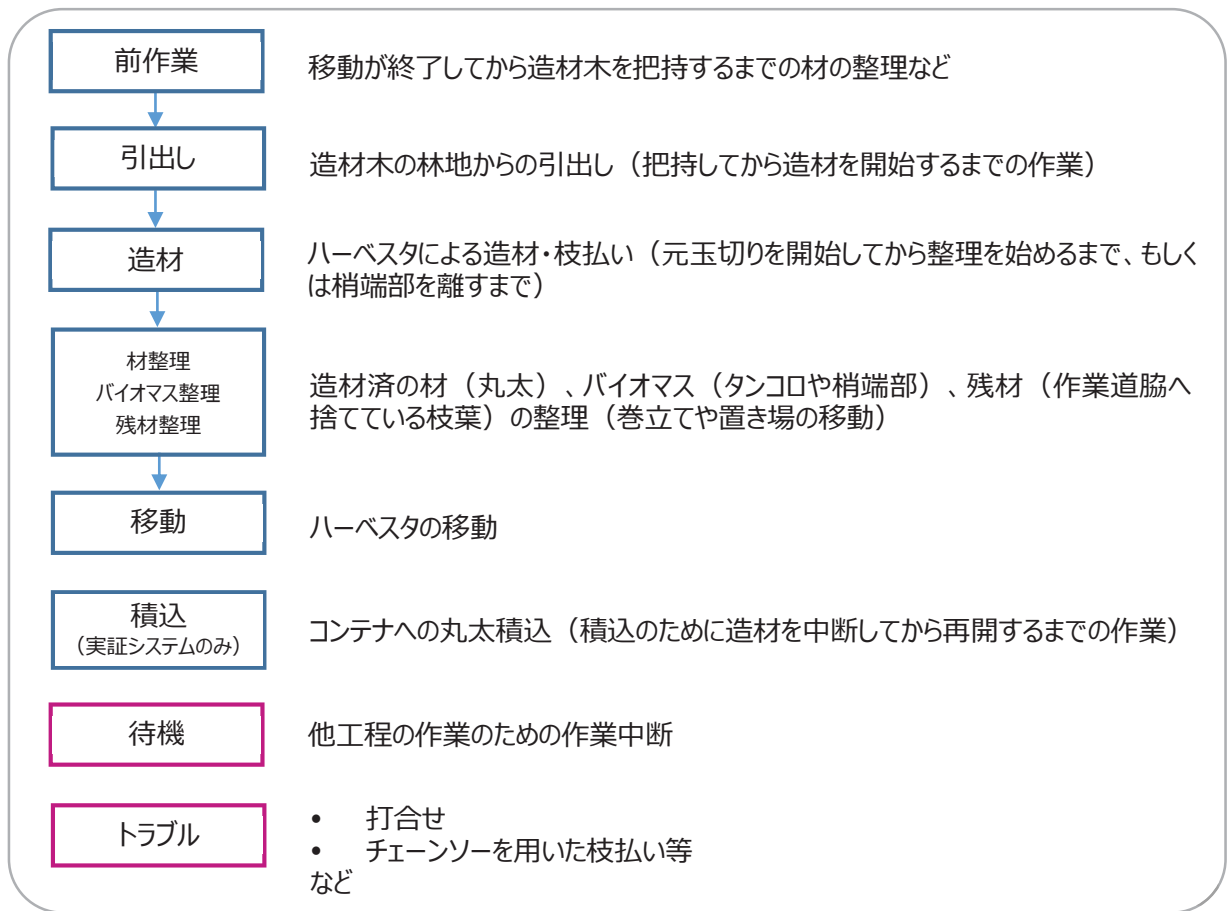 前作業
移動が終了してから造材木を把持するまでの材の整理など
引出し
造材木の林地からの引出し（把持してから造材を開始するまでの作業）
造材
ハーベスタによる造材・枝払い（元玉切りを開始してから整理を始めるまで、もしく
は梢端部を離すまで）
材整理
バイオマス整理
残材整理
造材済の材（丸太）、バイオマス（タンコロや梢端部）、残材（作業道脇へ
捨てている枝葉）の整理（巻立てや置き場の移動）
移動
ハーベスタの移動
積込
（実証システムのみ）
コンテナへの丸太積込（積込のために造材を中断してから再開するまでの作業）
待機
他工程の作業のための作業中断
トラブル
• 打合せ
• チェーンソーを用いた枝払い等
など